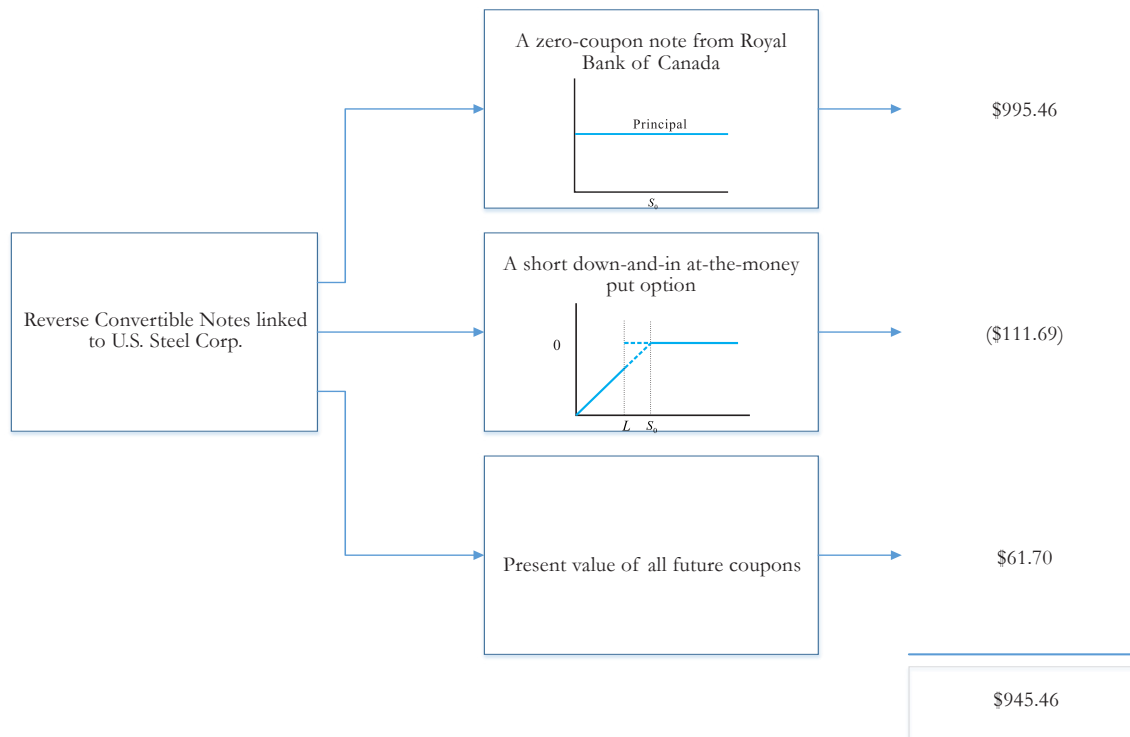 A zero-coupon note from Royal
Bank of Canada
Principal
S₀
$995.46
Reverse Convertible Notes linked
to U.S. Steel Corp.
A short down-and-in at-the-money
put option
0
L S₀
($111.69)
Present value of all future coupons
$61.70
$945.46